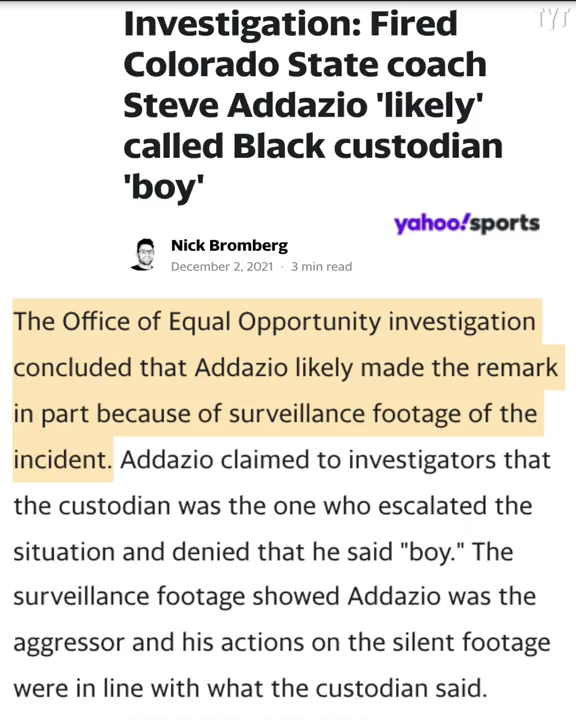 TYT
Investigation: Fired
Colorado State coach
Steve Addazio 'likely'
called Black custodian
'boy'
yahoo!sports
Nick Bromberg
December 2, 2021 · 3 min read
The Office of Equal Opportunity investigation
concluded that Addazio likely made the remark
in part because of surveillance footage of the
incident. Addazio claimed to investigators that
the custodian was the one who escalated the
situation and denied that he said "boy." The
surveillance footage showed Addazio was the
aggressor and his actions on the silent footage
were in line with what the custodian said.